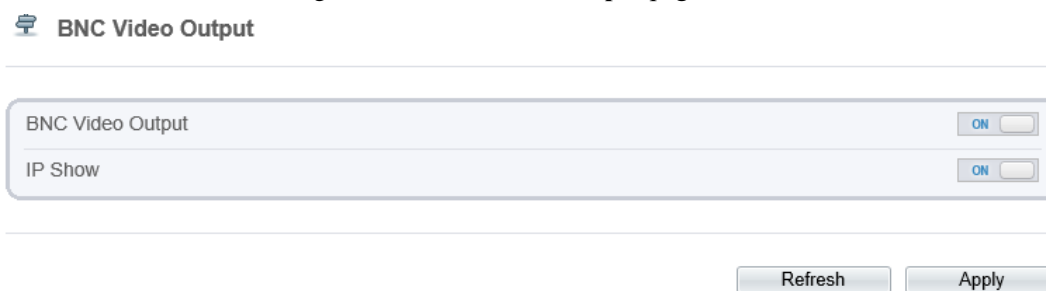 BNC Video Output
BNC Video Output ON
IP Show ON
Refresh Apply